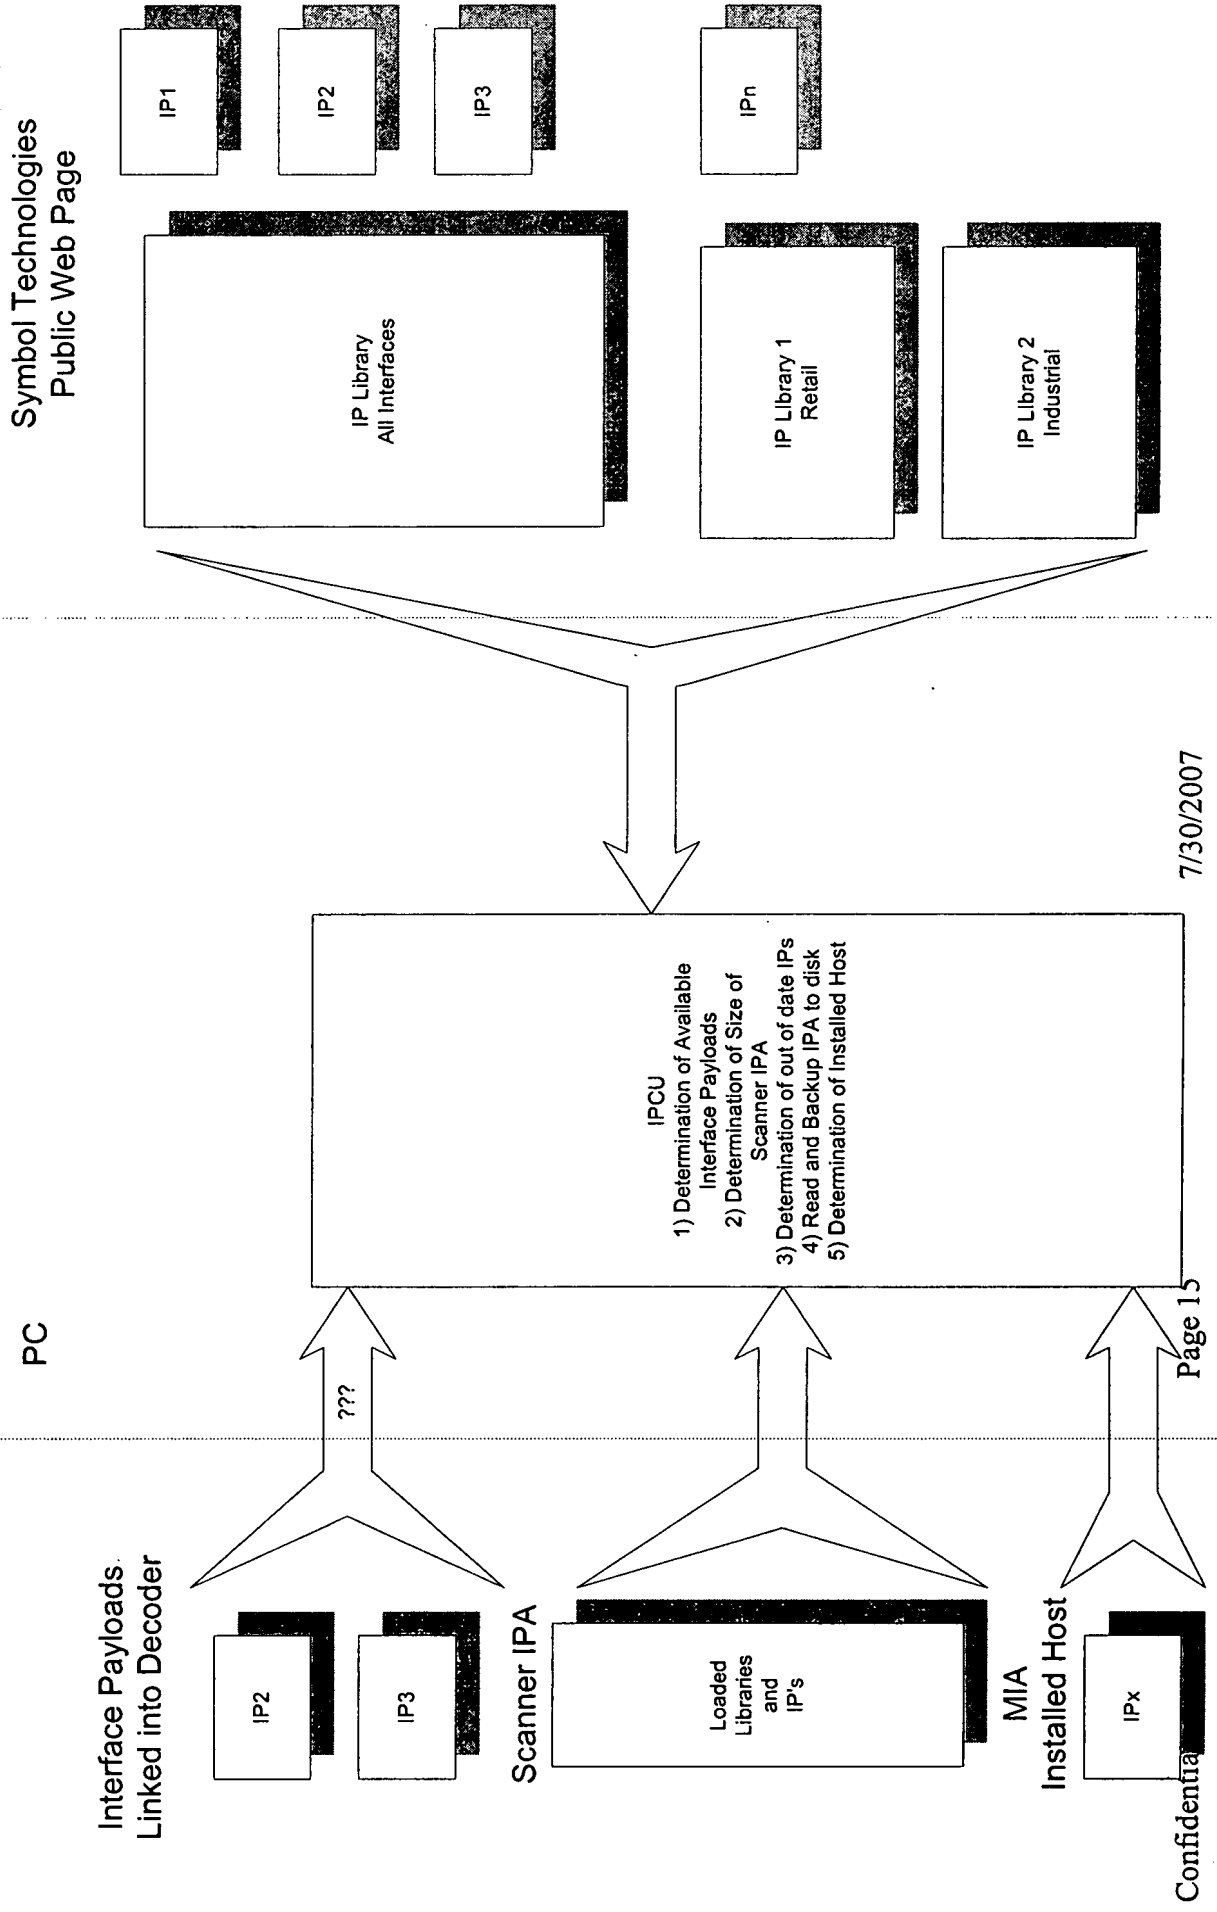 Interface Payloads
Linked into Decoder
IP2
IP3
Scanner IPA
Loaded
Libraries
and
IP's
MIA
Installed Host
IPx
PC
???
IPCU
1) Determination of Available
Interface Payloads
2) Determination of Size of
Scanner IPA
3) Determination of out of date IPs
4) Read and Backup IPA to disk
5) Determination of Installed Host
Symbol Technologies
Public Web Page
IP Library
All Interfaces
IP1
IP2
IP3
IPn
IP Library 1
Retail
IP Library 2
Industrial
Confidentia
Page 15
7/30/2007